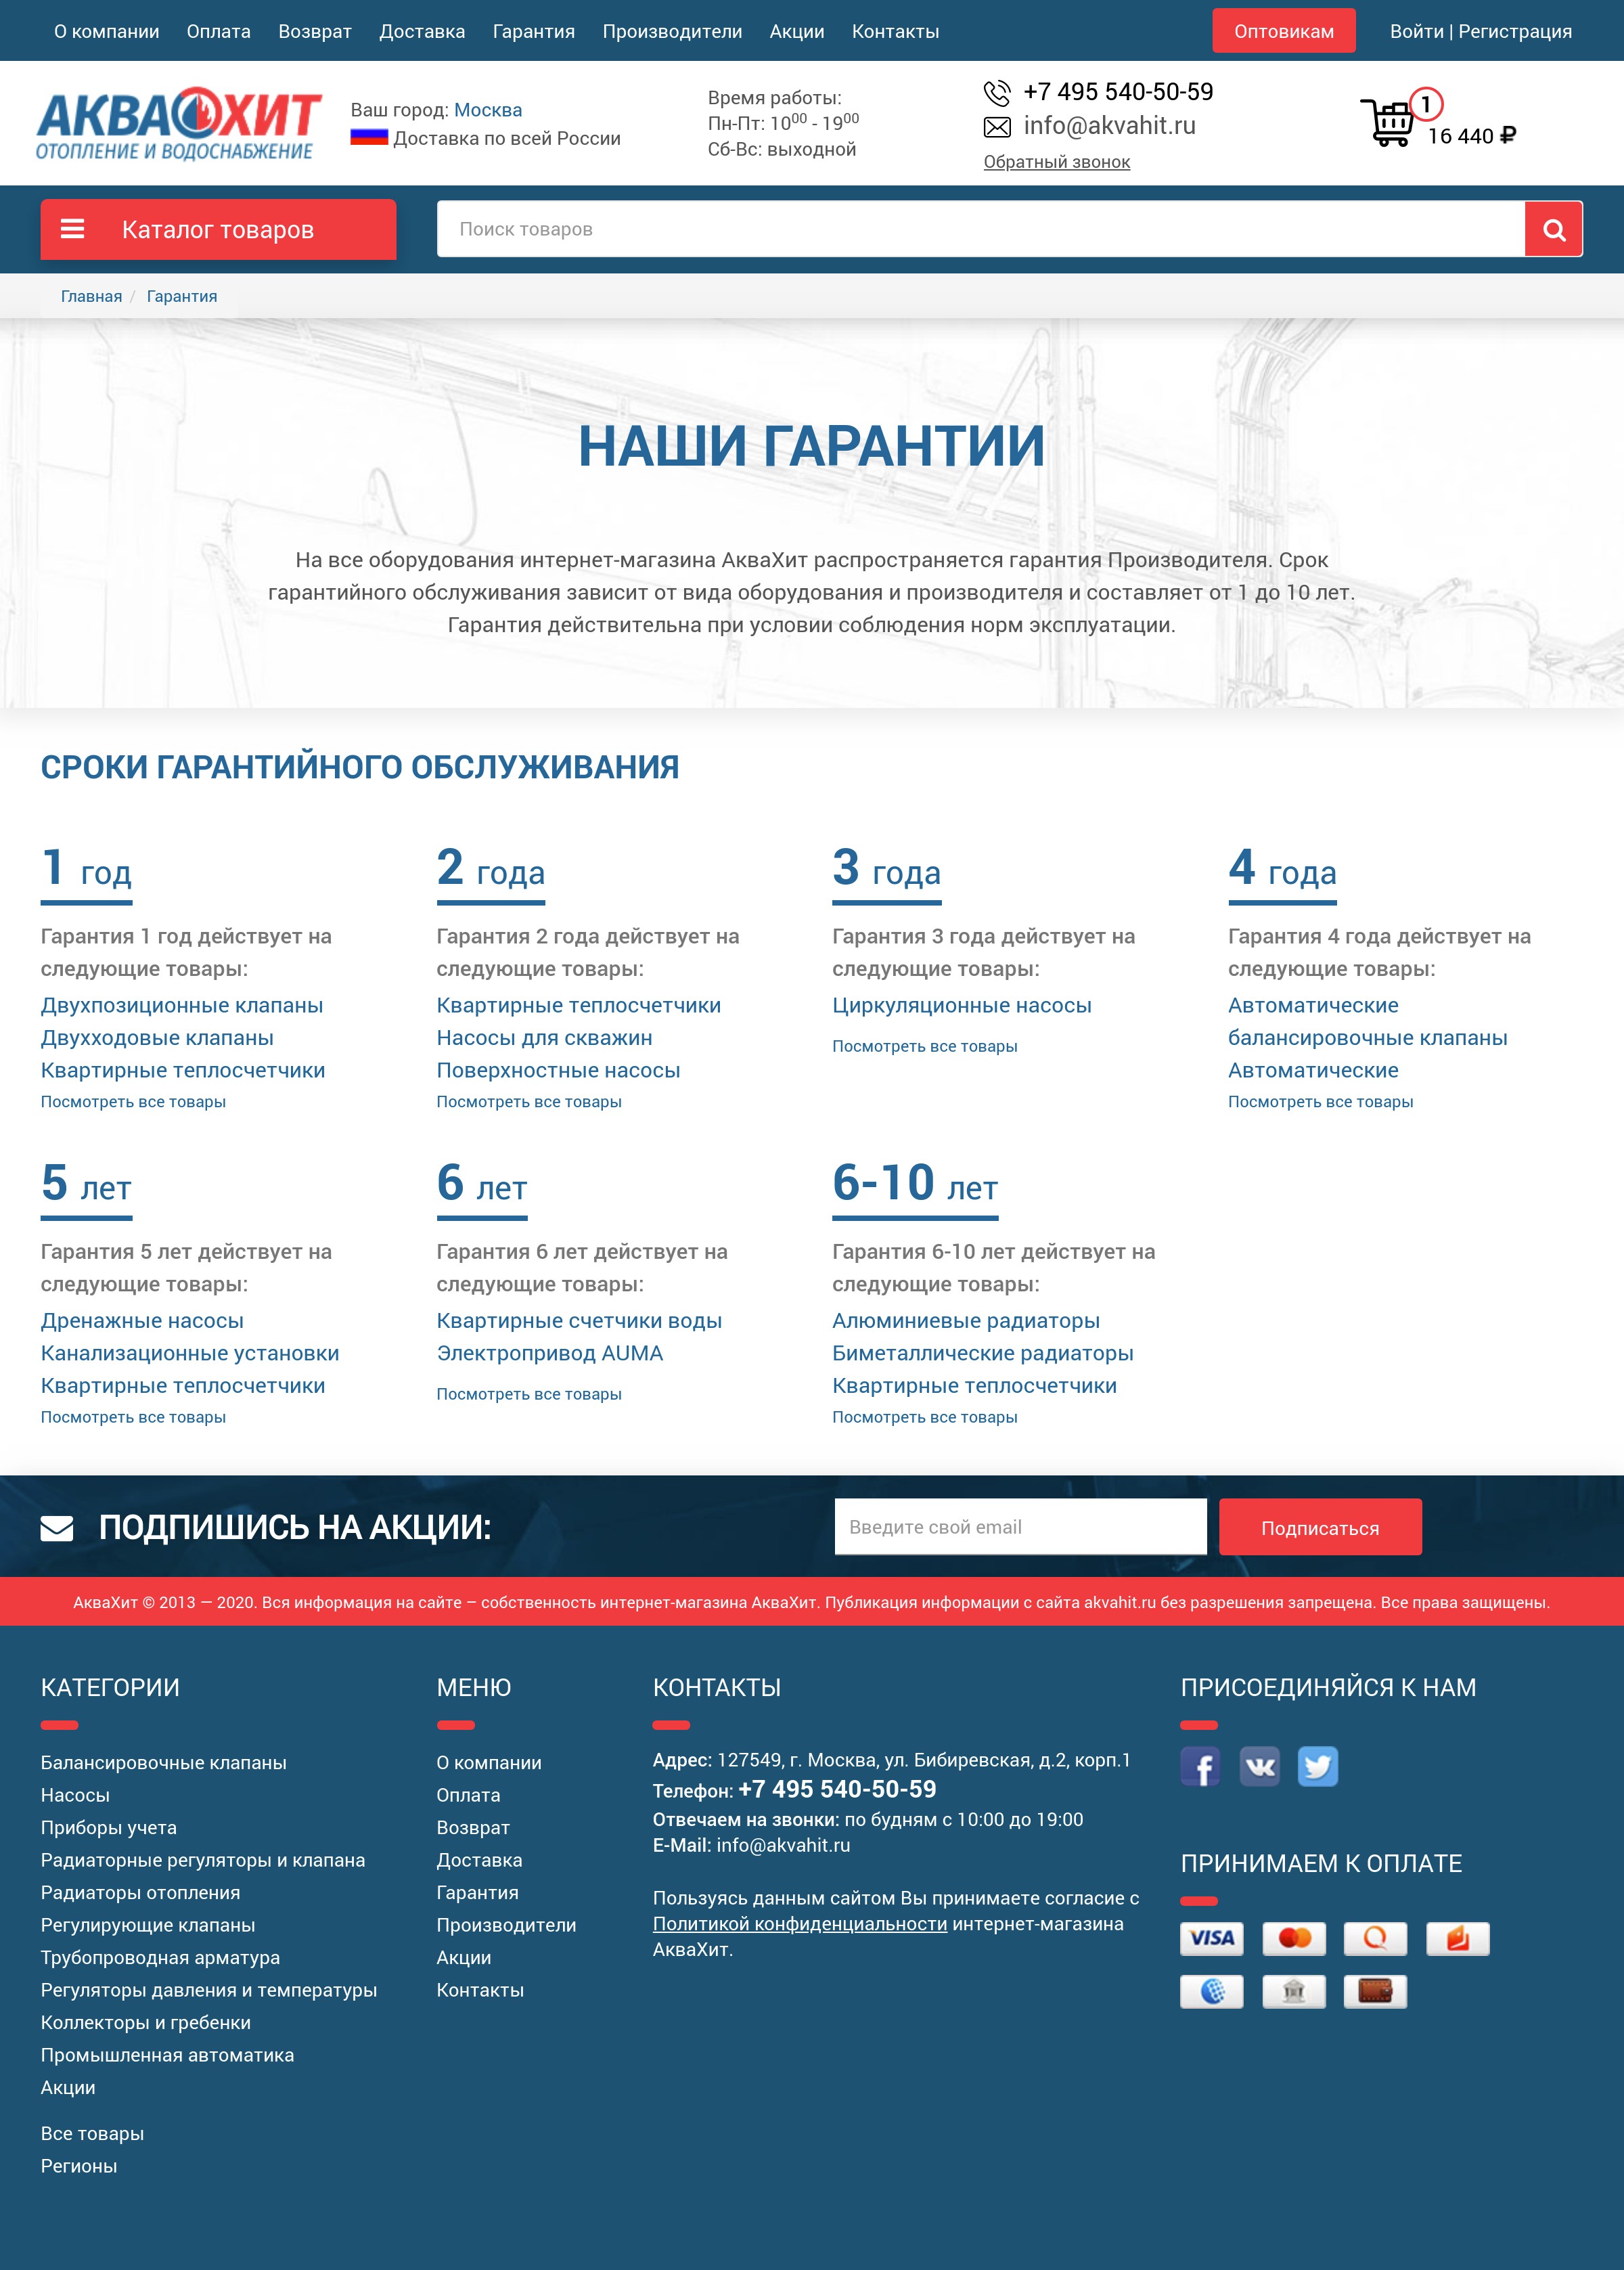 О компании Оплата Возврат Доставка Гарантия Производители Акции Контакты Оптовикам Войти | Регистрация
АКВАХИТ
ОТОПЛЕНИЕ И ВОДОСНАБЖЕНИЕ
Ваш город: Москва
Доставка по всей России
Время работы:
Пн-Пт: 10⁰⁰ - 19⁰⁰
Сб-Вс: выходной
+7 495 540-50-59
info@akvahit.ru
Обратный звонок
1
16 440 ₽
Каталог товаров
Поиск товаров
Главная / Гарантия
НАШИ ГАРАНТИИ
На все оборудования интернет-магазина АкваХит распространяется гарантия Производителя. Срок
гарантийного обслуживания зависит от вида оборудования и производителя и составляет от 1 до 10 лет.
Гарантия действительна при условии соблюдения норм эксплуатации.
СРОКИ ГАРАНТИЙНОГО ОБСЛУЖИВАНИЯ
1 год
Гарантия 1 год действует на
следующие товары:
Двухпозиционные клапаны
Двухходовые клапаны
Квартирные теплосчетчики
Посмотреть все товары
2 года
Гарантия 2 года действует на
следующие товары:
Квартирные теплосчетчики
Насосы для скважин
Поверхностные насосы
Посмотреть все товары
3 года
Гарантия 3 года действует на
следующие товары:
Циркуляционные насосы
Посмотреть все товары
4 года
Гарантия 4 года действует на
следующие товары:
Автоматические
балансировочные клапаны
Автоматические
Посмотреть все товары
5 лет
Гарантия 5 лет действует на
следующие товары:
Дренажные насосы
Канализационные установки
Квартирные теплосчетчики
Посмотреть все товары
6 лет
Гарантия 6 лет действует на
следующие товары:
Квартирные счетчики воды
Электропривод AUMA
Посмотреть все товары
6-10 лет
Гарантия 6-10 лет действует на
следующие товары:
Алюминиевые радиаторы
Биметаллические радиаторы
Квартирные теплосчетчики
Посмотреть все товары
ПОДПИШИСЬ НА АКЦИИ:
Введите свой email
Подписаться
АкваХит © 2013 — 2020. Вся информация на сайте – собственность интернет-магазина АкваХит. Публикация информации с сайта akvahit.ru без разрешения запрещена. Все права защищены.
КАТЕГОРИИ
Балансировочные клапаны
Насосы
Приборы учета
Радиаторные регуляторы и клапана
Радиаторы отопления
Регулирующие клапаны
Трубопроводная арматура
Регуляторы давления и температуры
Коллекторы и гребенки
Промышленная автоматика
Акции
Все товары
Регионы
МЕНЮ
О компании
Оплата
Возврат
Доставка
Гарантия
Производители
Акции
Контакты
КОНТАКТЫ
Адрес: 127549, г. Москва, ул. Бибиревская, д.2, корп.1
Телефон: +7 495 540-50-59
Отвечаем на звонки: по будням с 10:00 до 19:00
E-Mail: info@akvahit.ru
Пользуясь данным сайтом Вы принимаете согласие с
Политикой конфиденциальности интернет-магазина
АкваХит.
ПРИСОЕДИНЯЙСЯ К НАМ
ПРИНИМАЕМ К ОПЛАТЕ
VISA